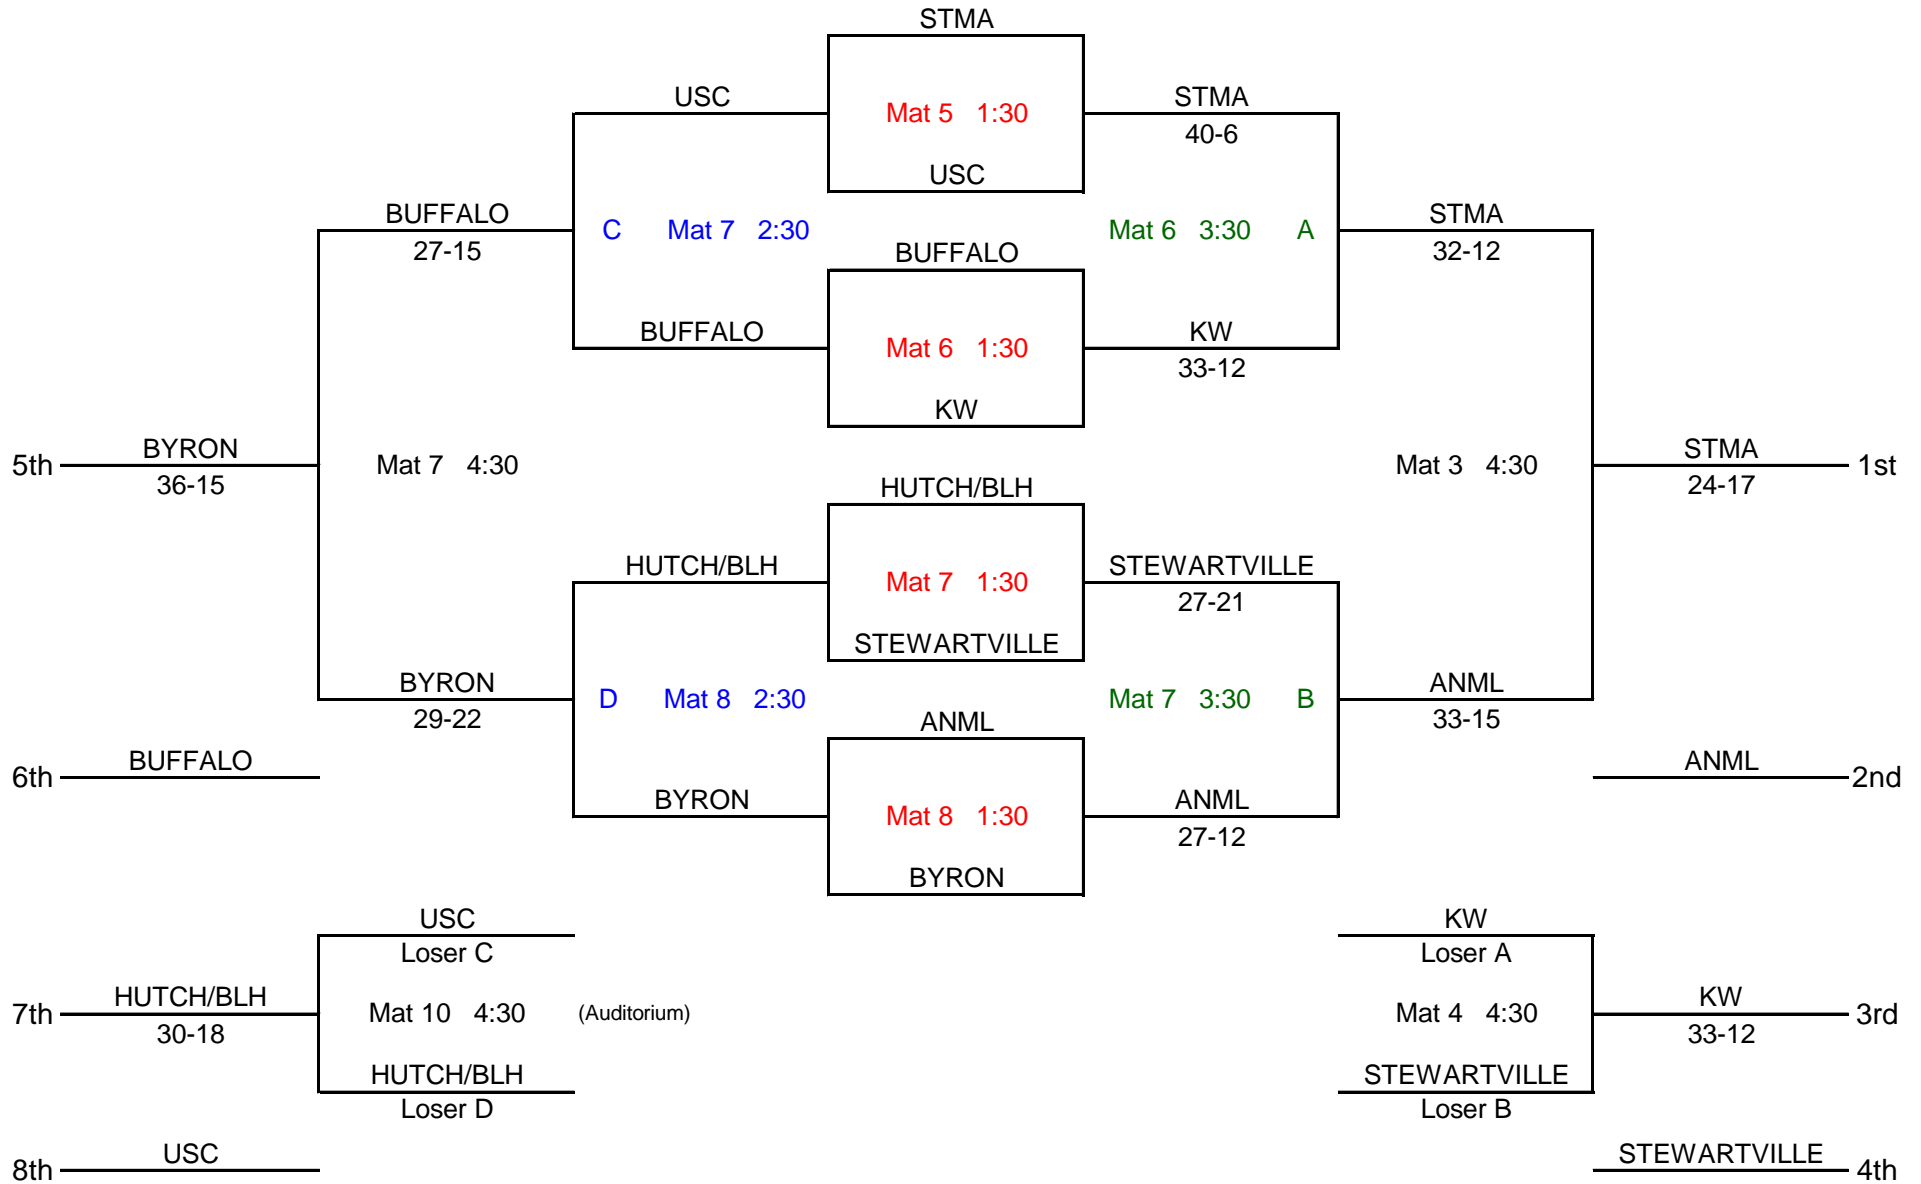 STMA
USC
Mat 5 1:30
STMA
40-6
USC
BUFFALO
27-15
C Mat 7 2:30
Mat 6 3:30 A
STMA
32-12
BUFFALO
BUFFALO
Mat 6 1:30
KW
33-12
KW
5th
BYRON
36-15
Mat 7 4:30
Mat 3 4:30
STMA
24-17
1st
HUTCH/BLH
HUTCH/BLH
Mat 7 1:30
STEWARTVILLE
27-21
STEWARTVILLE
BYRON
29-22
D Mat 8 2:30
Mat 7 3:30 B
ANML
33-15
ANML
6th
BUFFALO
ANML
2nd
BYRON
Mat 8 1:30
ANML
27-12
BYRON
USC
Loser C
KW
Loser A
7th
HUTCH/BLH
30-18
Mat 10 4:30 (Auditorium)
Mat 4 4:30
KW
33-12
3rd
HUTCH/BLH
Loser D
STEWARTVILLE
Loser B
8th
USC
STEWARTVILLE
4th